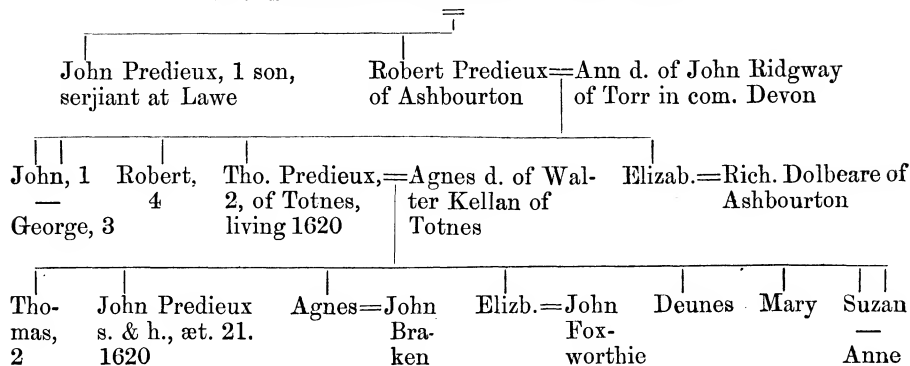 John Predieux, 1 son,
serjiant at Lawe
Robert Predieux=Ann d. of John Ridgway
of Ashbourton
of Torr in com. Devon
John, 1
—
George, 3
Robert,
4
Tho. Predieux,=Agnes d. of Wal-
2, of Totnes,
living 1620
ter Kellan of
Totnes
Elizab.=Rich. Dolbeare of
Ashbourton
Tho-
mas,
2
John Predieux
s. & h., æt. 21.
1620
Agnes=John
Bra-
ken
Elizb.=John
Fox-
worthie
Deunes
Mary
Suzan
—
Anne